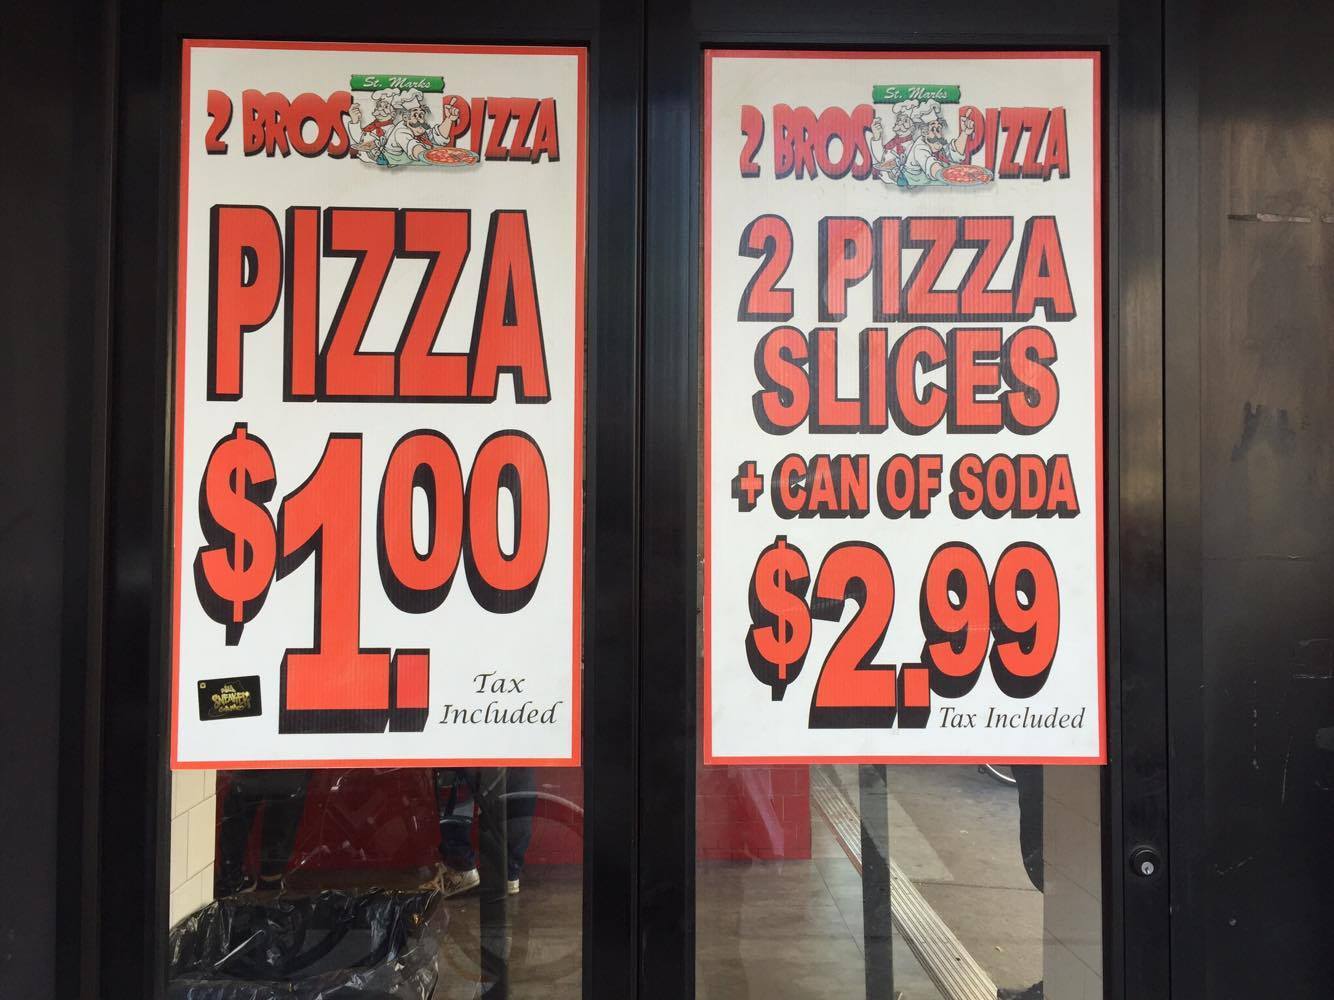 St. Marks
2 BROS. PIZZA
PIZZA
$1.00
Tax
Included
SNEAKER
St. Marks
2 BROS. PIZZA
2 PIZZA
SLICES
+ CAN OF SODA
$2.99
Tax Included